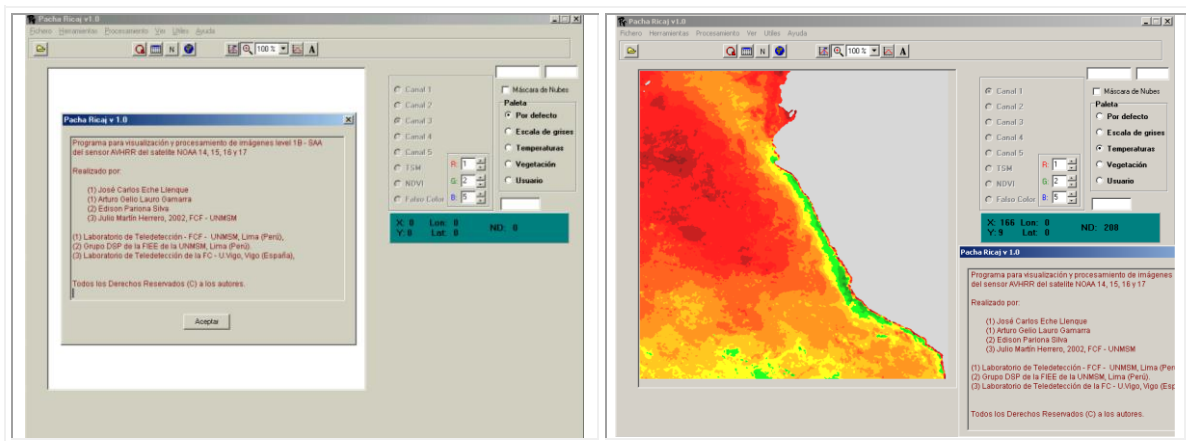 Pacha Ricaj v1.0
Fichero Herramientas Procesamiento Ver Utiles Ayuda
N 100 % A
Canal 1
Canal 2
Canal 3
Canal 4
Canal 5
TSM
NDVI
Falso Color
R: 1
G: 2
B: 5
Máscara de Nubes
Paleta
Por defecto
Escala de grises
Temperaturas
Vegetación
Usuario
X: 0 Lon: 0
Y: 0 Lat: 0
ND: 0
Pacha Ricaj v 1.0
Programa para visualización y procesamiento de imágenes level 1B - SAA
del sensor AVHRR del satelite NOAA 14, 15, 16 y 17
Realizado por:
(1) José Carlos Eche Llenque
(1) Arturo Gelio Lauro Gamarra
(2) Edison Pariona Silva
(3) Julio Martín Herrero, 2002, FCF - UNMSM
(1) Laboratorio de Teledetección - FCF - UNMSM, Lima (Perú),
(2) Grupo DSP de la FIEE de la UNMSM, Lima (Perú).
(3) Laboratorio de Teledetección de la FC - U.Vigo, Vigo (España),
Todos los Derechos Reservados (C) a los autores.
Aceptar
Pacha Ricaj v1.0
Fichero Herramientas Procesamiento Ver Utiles Ayuda
N 100 % A
Canal 1
Canal 2
Canal 3
Canal 4
Canal 5
TSM
NDVI
Falso Color
R: 1
G: 2
B: 5
Máscara de Nubes
Paleta
Por defecto
Escala de grises
Temperaturas
Vegetación
Usuario
X: 166 Lon: 0
Y: 9 Lat: 0
ND: 208
Pacha Ricaj v 1.0
Programa para visualización y procesamiento de imágenes
del sensor AVHRR del satelite NOAA 14, 15, 16 y 17
Realizado por:
(1) José Carlos Eche Llenque
(1) Arturo Gelio Lauro Gamarra
(2) Edison Pariona Silva
(3) Julio Martín Herrero, 2002, FCF - UNMSM
(1) Laboratorio de Teledetección - FCF - UNMSM, Lima (Per
(2) Grupo DSP de la FIEE de la UNMSM, Lima (Perú).
(3) Laboratorio de Teledetección de la FC - U.Vigo, Vigo (Esp
Todos los Derechos Reservados (C) a los autores.